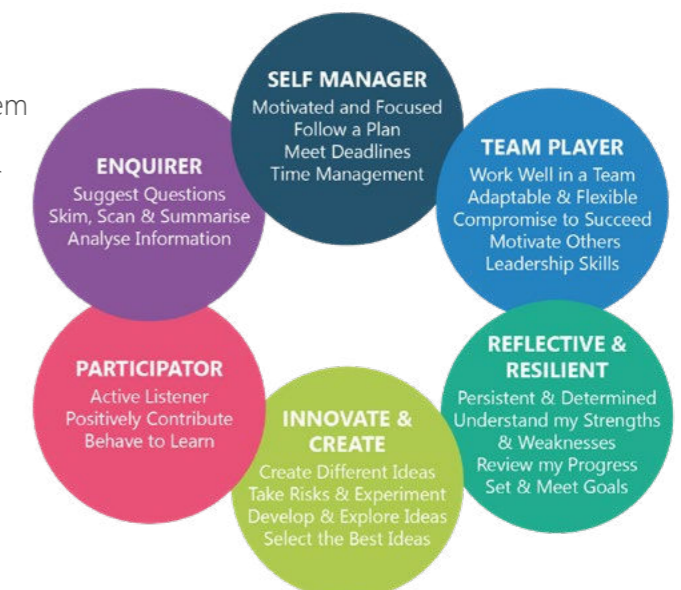 em
SELF MANAGER
Motivated and Focused
Follow a Plan
Meet Deadlines
Time Management
TEAM PLAYER
Work Well in a Team
Adaptable & Flexible
Compromise to Succeed
Motivate Others
Leadership Skills
REFLECTIVE &
RESILIENT
Persistent & Determined
Understand my Strengths
& Weaknesses
Review my Progress
Set & Meet Goals
INNOVATE &
CREATE
Create Different Ideas
Take Risks & Experiment
Develop & Explore Ideas
Select the Best Ideas
PARTICIPATOR
Active Listener
Positively Contribute
Behave to Learn
ENQUIRER
Suggest Questions
Skim, Scan & Summarise
Analyse Information